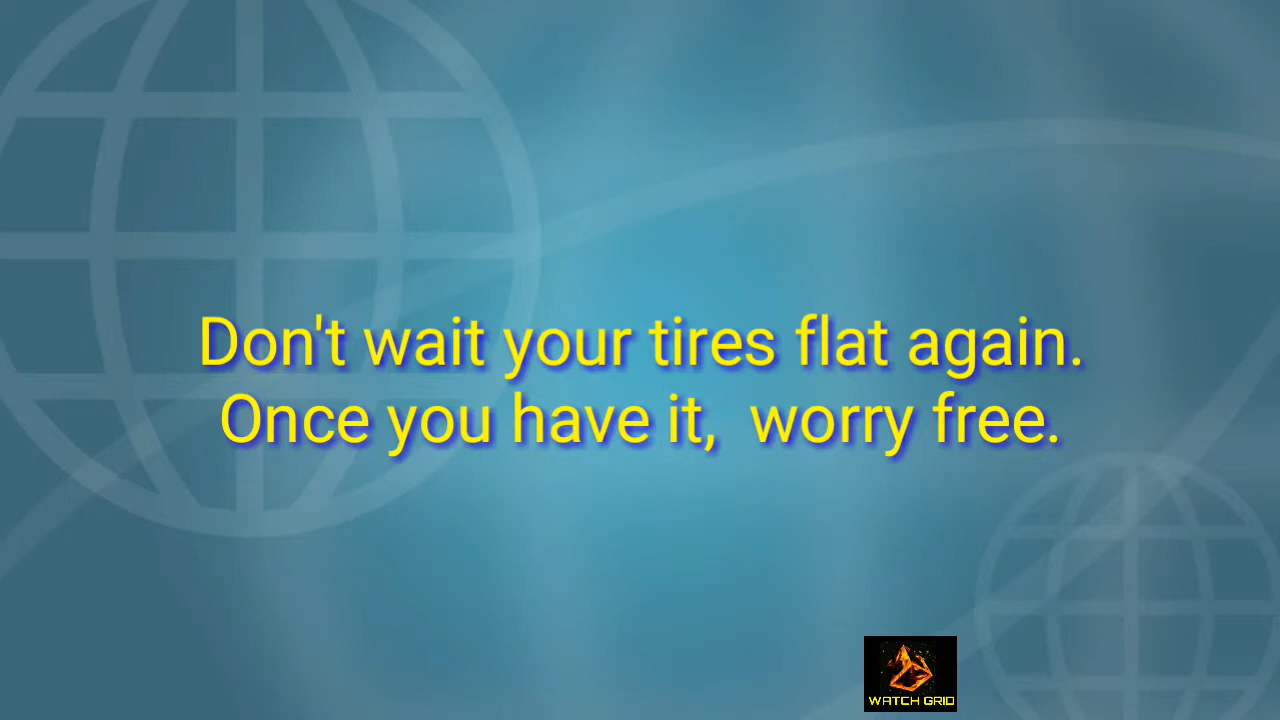 Don't wait your tires flat again.
Once you have it,  worry free.
WATCH GRID